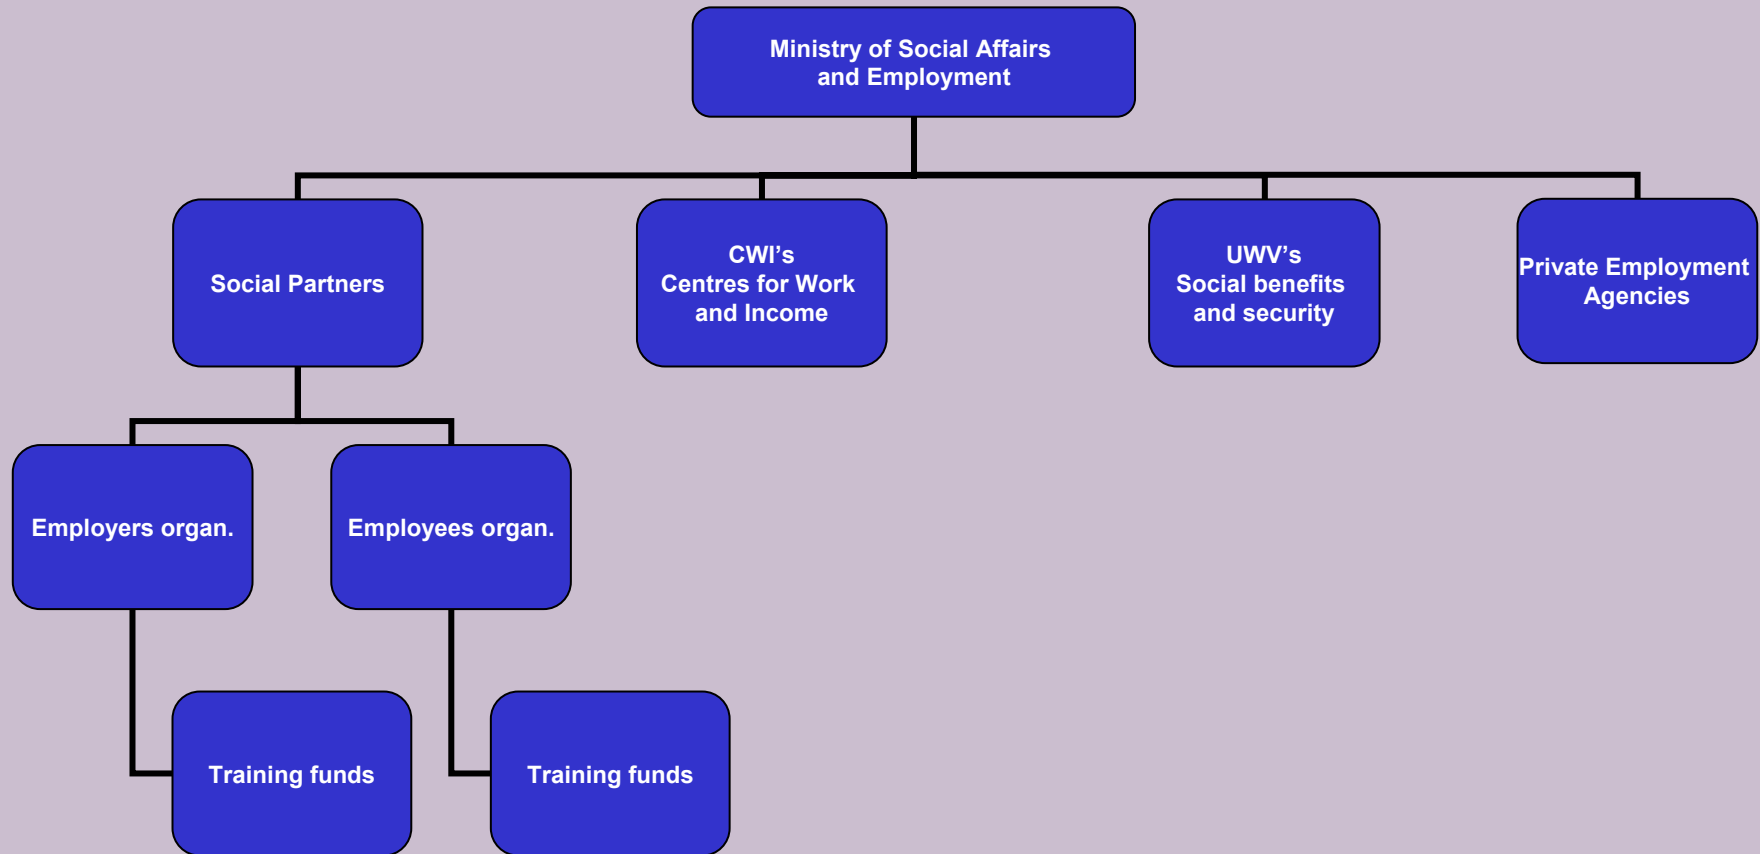 Ministry of Social Affairs
and Employment
Social Partners
CWI’s
Centres for Work
and Income
UWV’s
Social benefits
and security
Private Employment
Agencies
Employers organ.
Employees organ.
Training funds
Training funds